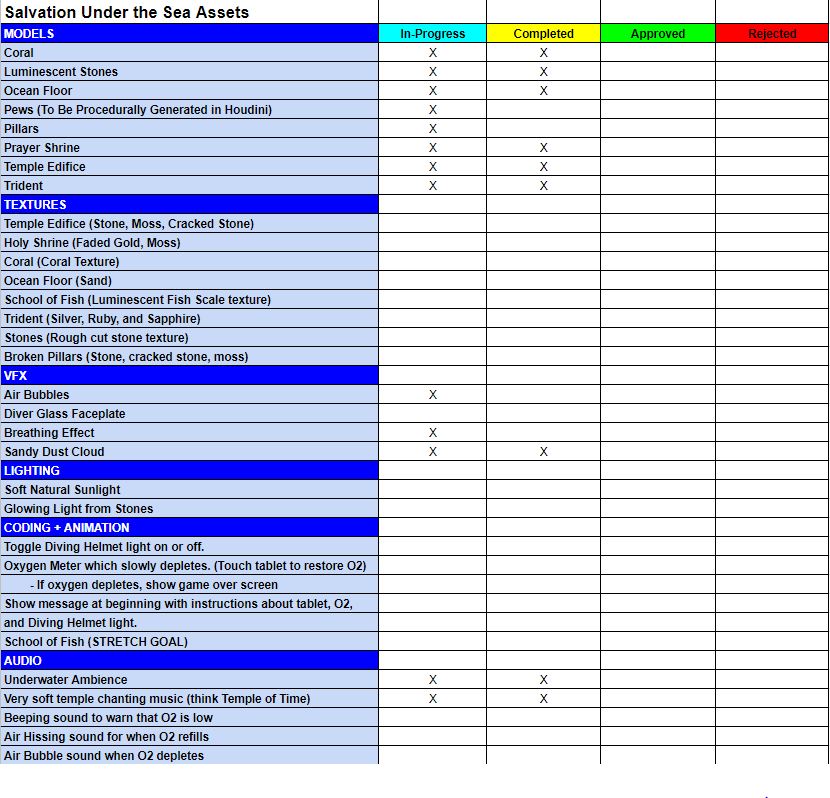 Salvation Under the Sea Assets
MODELS In-Progress Completed Approved Rejected
Coral X X
Luminescent Stones X X
Ocean Floor X X
Pews (To Be Procedurally Generated in Houdini) X
Pillars X
Prayer Shrine X X
Temple Edifice X X
Trident X X
TEXTURES
Temple Edifice (Stone, Moss, Cracked Stone)
Holy Shrine (Faded Gold, Moss)
Coral (Coral Texture)
Ocean Floor (Sand)
School of Fish (Luminescent Fish Scale texture)
Trident (Silver, Ruby, and Sapphire)
Stones (Rough cut stone texture)
Broken Pillars (Stone, cracked stone, moss)
VFX
Air Bubbles X
Diver Glass Faceplate
Breathing Effect X
Sandy Dust Cloud X X
LIGHTING
Soft Natural Sunlight
Glowing Light from Stones
CODING + ANIMATION
Toggle Diving Helmet light on or off.
Oxygen Meter which slowly depletes. (Touch tablet to restore O2)
- If oxygen depletes, show game over screen
Show message at beginning with instructions about tablet, O2,
and Diving Helmet light.
School of Fish (STRETCH GOAL)
AUDIO
Underwater Ambience X X
Very soft temple chanting music (think Temple of Time) X X
Beeping sound to warn that O2 is low
Air Hissing sound for when O2 refills
Air Bubble sound when O2 depletes